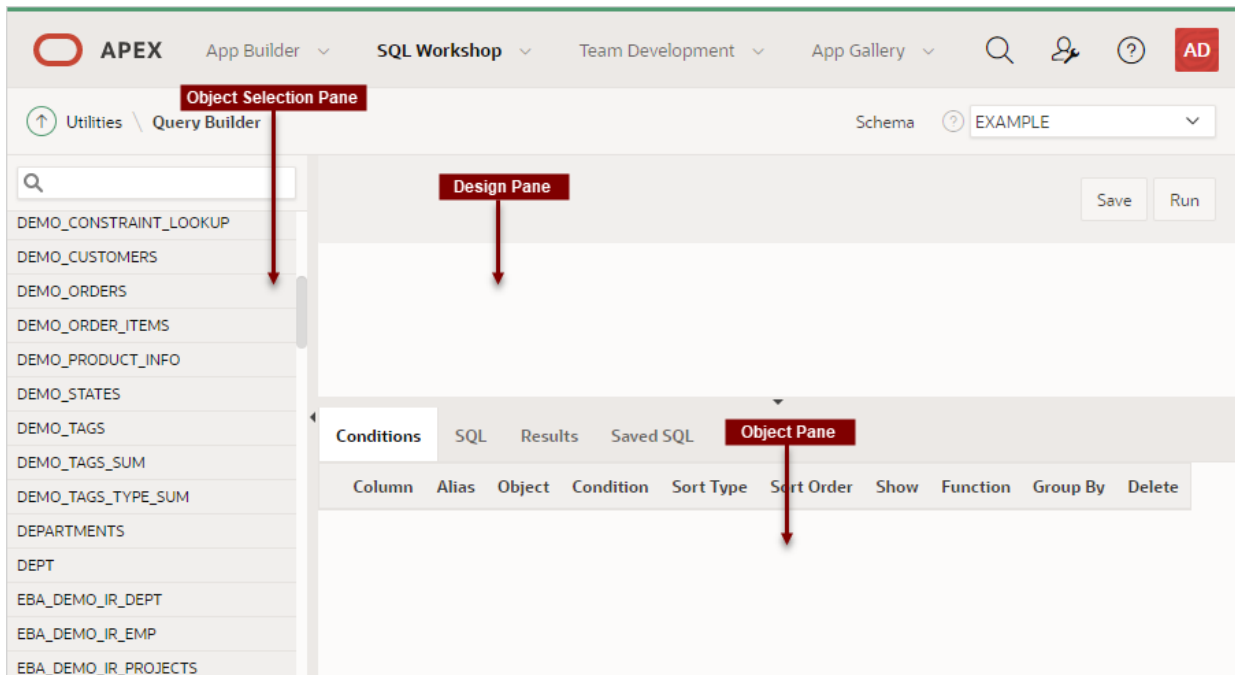 APEX App Builder SQL Workshop Team Development App Gallery AD
Object Selection Pane
Utilities \ Query Builder Schema EXAMPLE
Design Pane
Save Run
DEMO_CONSTRAINT_LOOKUP
DEMO_CUSTOMERS
DEMO_ORDERS
DEMO_ORDER_ITEMS
DEMO_PRODUCT_INFO
DEMO_STATES
DEMO_TAGS
DEMO_TAGS_SUM
DEMO_TAGS_TYPE_SUM
DEPARTMENTS
DEPT
EBA_DEMO_IR_DEPT
EBA_DEMO_IR_EMP
EBA_DEMO_IR_PROJECTS
Conditions SQL Results Saved SQL Object Pane
Column Alias Object Condition Sort Type Sort Order Show Function Group By Delete